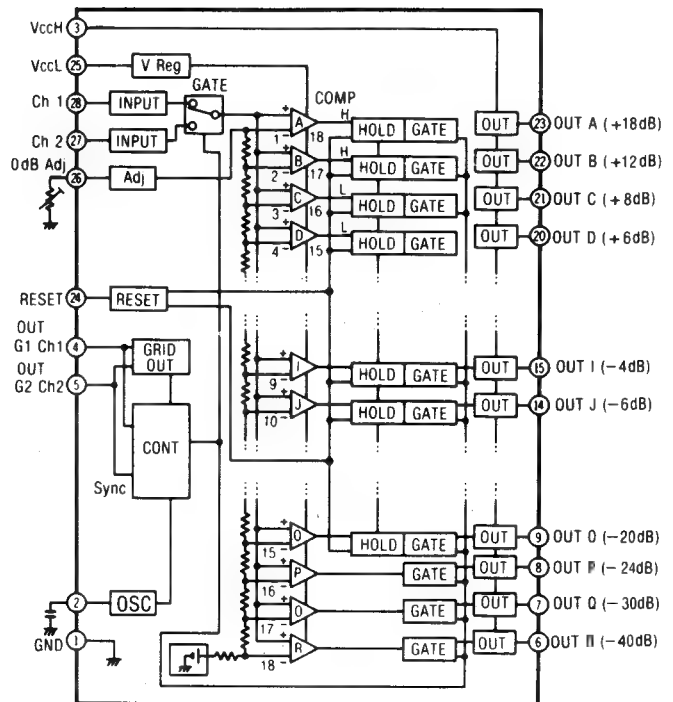 VccH 3
VccL 25 V Reg
GATE
COMP
Ch 1 28 INPUT
Ch 2 27 INPUT
0dB Adj 26 Adj
+ A 1 - 18 H HOLD GATE OUT 23 OUT A (+18dB)
+ B 2 - 17 H HOLD GATE OUT 22 OUT B (+12dB)
+ C 3 - 16 L HOLD GATE OUT 21 OUT C (+8dB)
+ D 4 - 15 L HOLD GATE OUT 20 OUT D (+6dB)
RESET 24 RESET
OUT
G1 Ch1 4 GRID
OUT
OUT
G2 Ch2 5
CONT
Sync
+ I 9 - HOLD GATE OUT 15 OUT I (-4dB)
+ J 10 - HOLD GATE OUT 14 OUT J (-6dB)
+ O 15 - HOLD GATE OUT 9 OUT O (-20dB)
+ P 16 - GATE OUT 8 OUT P (-24dB)
+ O 17 - GATE OUT 7 OUT Q (-30dB)
+ R 18 - GATE OUT 6 OUT (-40dB)
2 OSC
GND 1